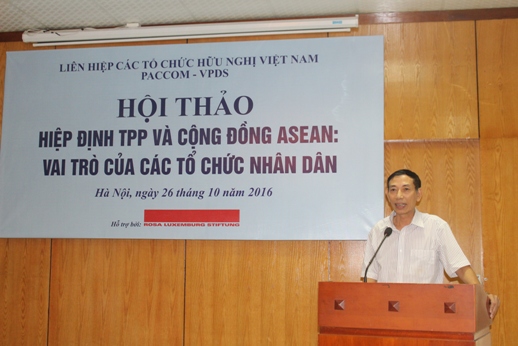 LIÊN HIỆP CÁC TỔ CHỨC HỮU NGHỊ VIỆT NAM
PACCOM - VPDS
HỘI THẢO
HIỆP ĐỊNH TPP VÀ CỘNG ĐỒNG ASEAN:
VAI TRÒ CỦA CÁC TỔ CHỨC NHÂN DÂN
Hà Nội, ngày 26 tháng 10 năm 2016
Hỗ trợ bởi: ROSA LUXEMBURG STIFTUNG